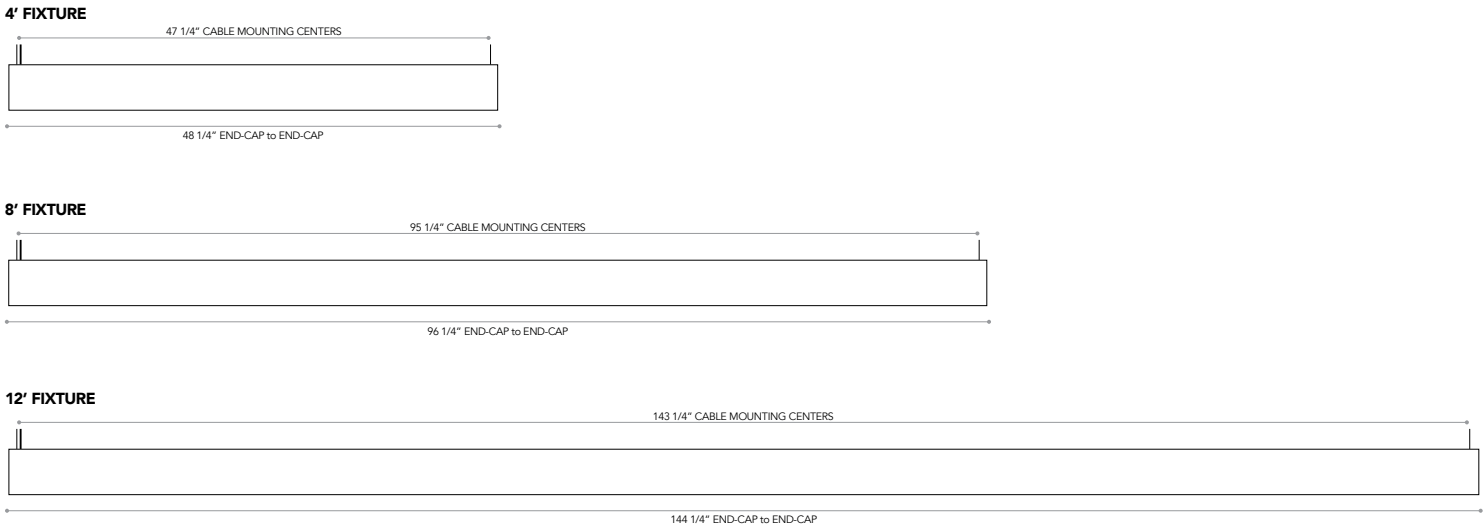 4’ FIXTURE
47 1/4” CABLE MOUNTING CENTERS
48 1/4” END-CAP to END-CAP
8’ FIXTURE
95 1/4” CABLE MOUNTING CENTERS
96 1/4” END-CAP to END-CAP
12’ FIXTURE
143 1/4” CABLE MOUNTING CENTERS
144 1/4” END-CAP to END-CAP